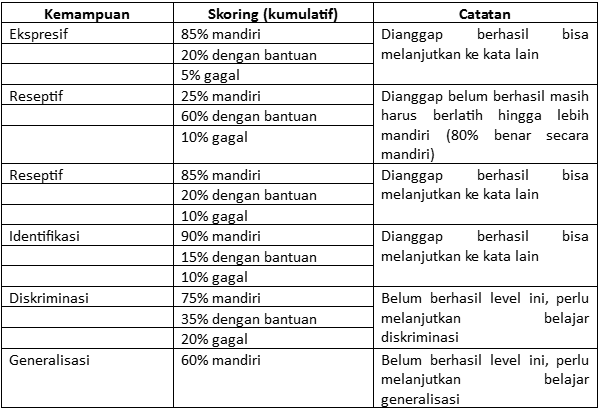 Kemampuan Skoring (kumulatif) Catatan
Ekspresif 85% mandiri Dianggap berhasil bisa
20% dengan bantuan melanjutkan ke kata lain
5% gagal
Reseptif 25% mandiri Dianggap belum berhasil masih
60% dengan bantuan harus berlatih hingga lebih
10% gagal mandiri (80% benar secara
mandiri)
Reseptif 85% mandiri Dianggap berhasil bisa
20% dengan bantuan melanjutkan ke kata lain
10% gagal
Identifikasi 90% mandiri Dianggap berhasil bisa
15% dengan bantuan melanjutkan ke kata lain
10% gagal
Diskriminasi 75% mandiri Belum berhasil level ini, perlu
35% dengan bantuan melanjutkan belajar
20% gagal diskriminasi
Generalisasi 60% mandiri Belum berhasil level ini, perlu
melanjutkan belajar
generalisasi